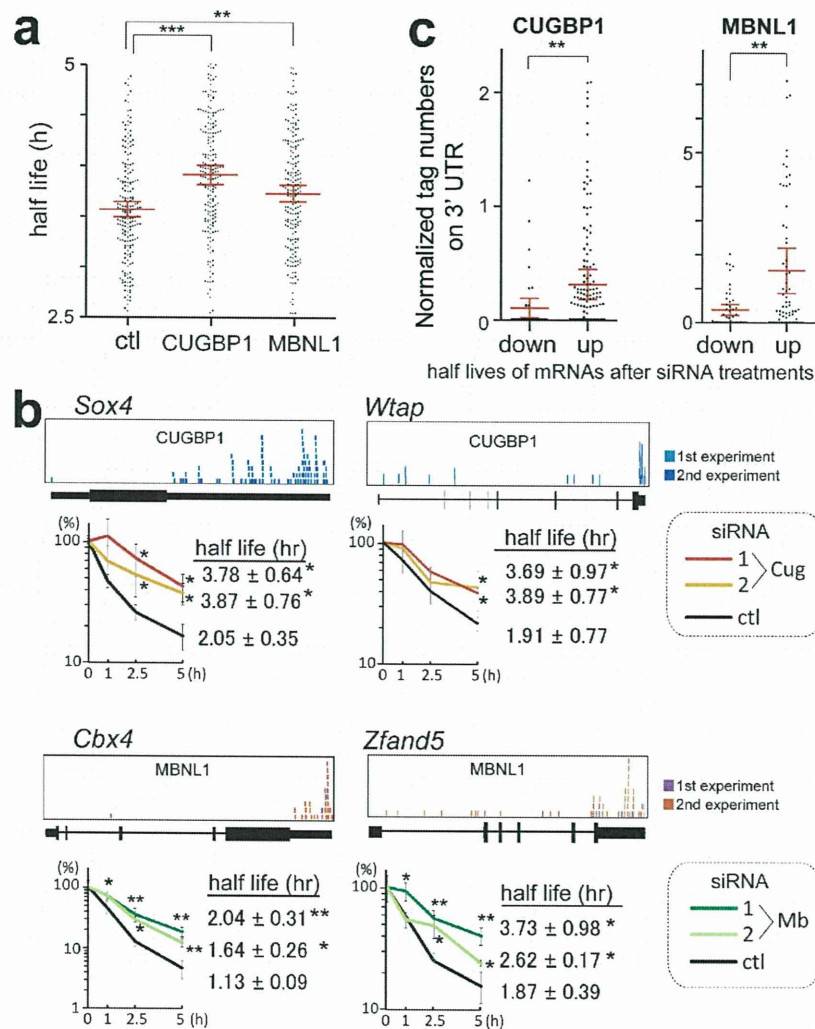 a
**
***
5
half life (h)
2.5
ctl
CUGBP1
MBNL1
c
CUGBP1
MBNL1
**
**
Normalized tag numbers
on 3' UTR
2
1
0
5
0
down
up
down
up
half lives of mRNAs after siRNA treatments
b
Sox4
Wtap
CUGBP1
CUGBP1
1st experiment
2nd experiment
(%)
100
10
0 1 2.5 5 (h)
*
*
*
*
half life (hr)
3.78 ± 0.64*
3.87 ± 0.76*
2.05 ± 0.35
(%)
100
10
0 1 2.5 5 (h)
*
*
half life (hr)
3.69 ± 0.97*
3.89 ± 0.77*
1.91 ± 0.77
siRNA
1
2
Cug
ctl
Cbx4
Zfand5
MBNL1
MBNL1
1st experiment
2nd experiment
(%)
100
10
1
0 1 2.5 5 (h)
*
**
*
**
**
half life (hr)
2.04 ± 0.31**
1.64 ± 0.26 *
1.13 ± 0.09
(%)
100
10
0 1 2.5 5 (h)
*
**
*
**
*
half life (hr)
3.73 ± 0.98 *
2.62 ± 0.17 *
1.87 ± 0.39
siRNA
1
2
Mb
ctl